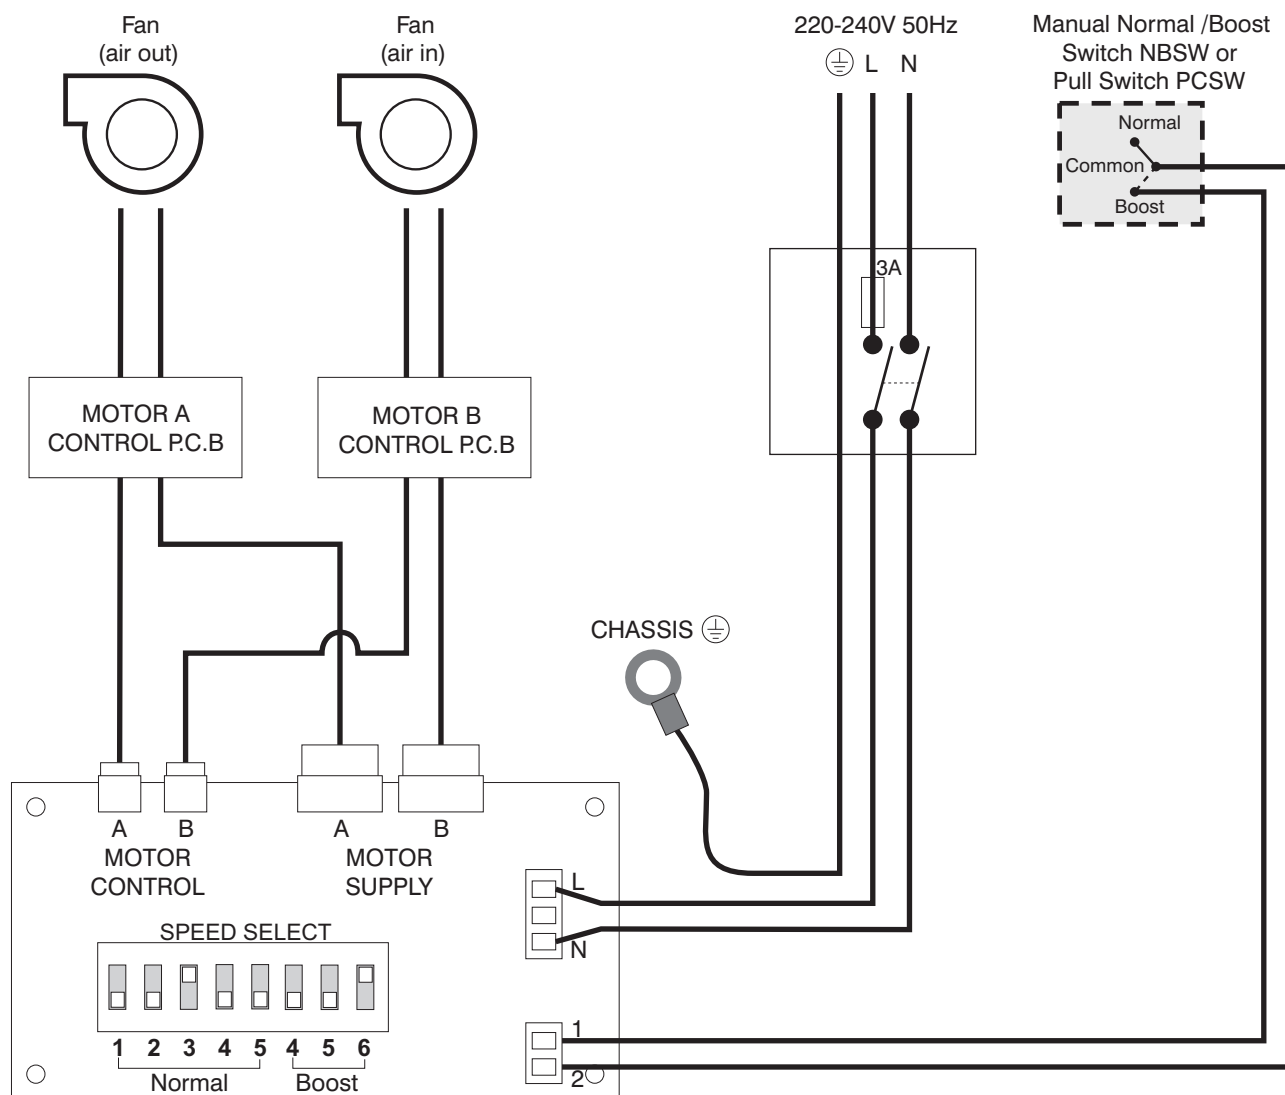 Fan
(air out)
Fan
(air in)
220-240V 50Hz
L N
Manual Normal /Boost
Switch NBSW or
Pull Switch PCSW
Normal
Common
Boost
3A
MOTOR A
CONTROL P.C.B
MOTOR B
CONTROL P.C.B
CHASSIS
A B
MOTOR
CONTROL
A B
MOTOR
SUPPLY
L
N
SPEED SELECT
1 2 3 4 5 4 5 6
Normal Boost
1
2